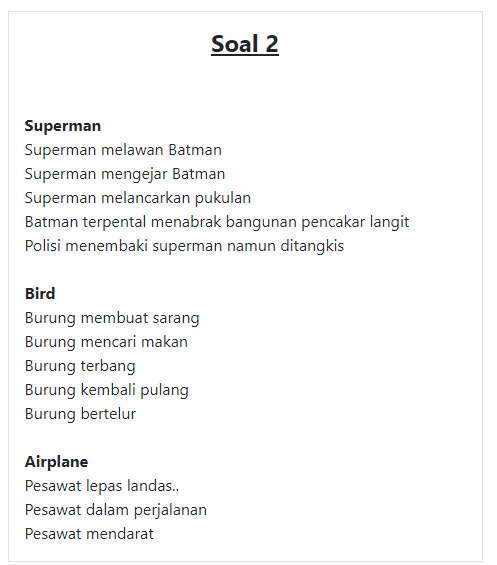 Soal 2
Superman
Superman melawan Batman
Superman mengejar Batman
Superman melancarkan pukulan
Batman terpental menabrak bangunan pencakar langit
Polisi menembaki superman namun ditangkis
Bird
Burung membuat sarang
Burung mencari makan
Burung terbang
Burung kembali pulang
Burung bertelur
Airplane
Pesawat lepas landas..
Pesawat dalam perjalanan
Pesawat mendarat